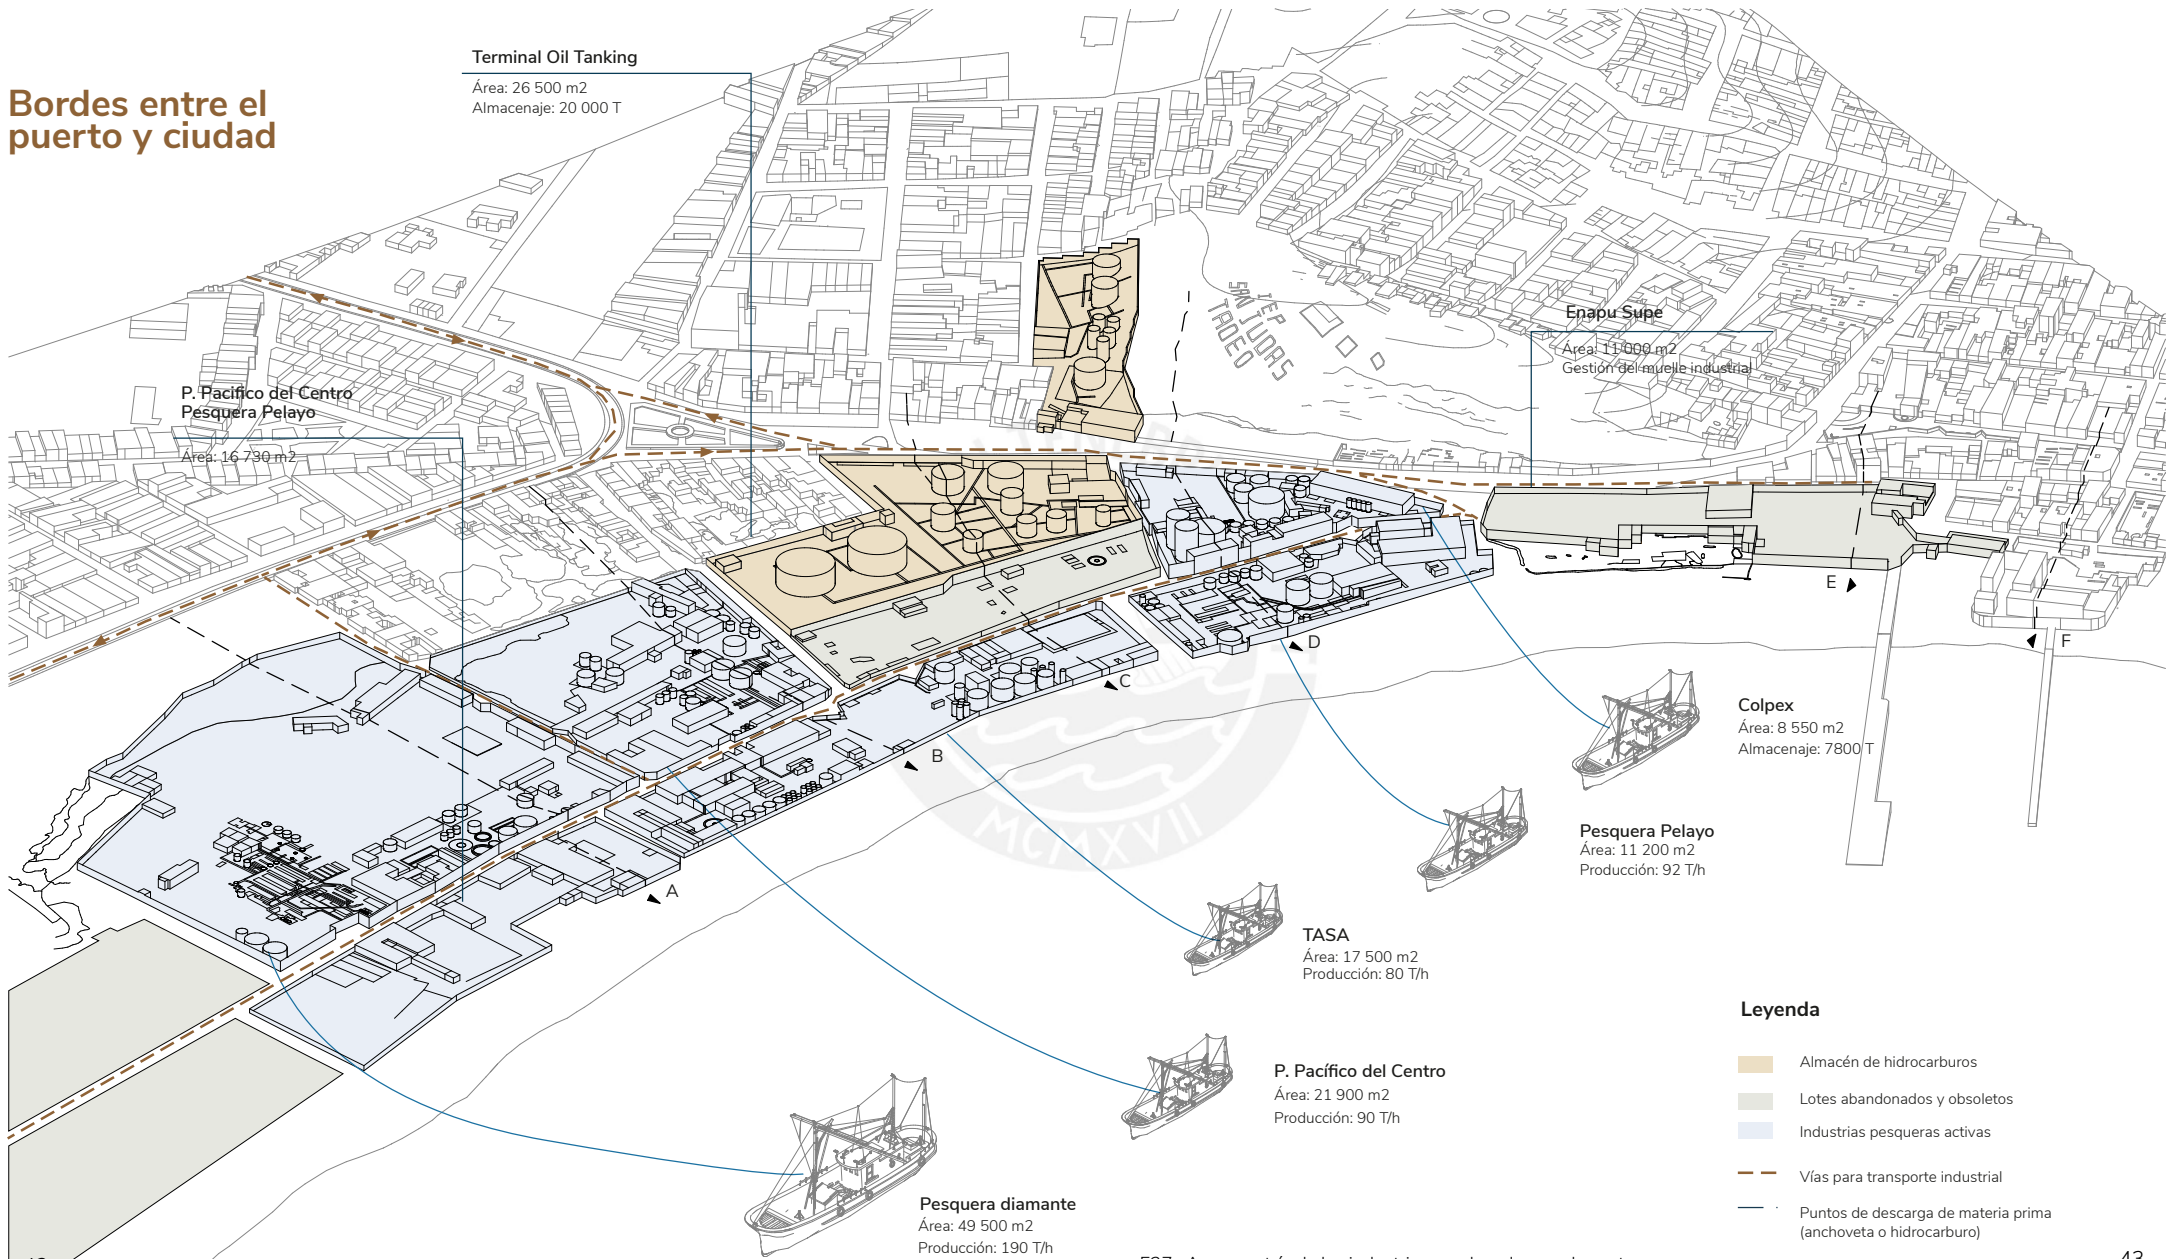 Bordes entre el
puerto y ciudad
Terminal Oil Tanking
Área: 26 500 m2
Almacenaje: 20 000 T
P. Pacifico del Centro
Pesquera Pelayo
Área: 16 730 m2
IEP
SAN JUDAS
TADEO
Enapu Supe
Área: 11 000 m2
Gestión del muelle industrial
A
B
C
D
E
F
Colpex
Área: 8 550 m2
Almacenaje: 7800 T
Pesquera Pelayo
Área: 11 200 m2
Producción: 92 T/h
TASA
Área: 17 500 m2
Producción: 80 T/h
P. Pacífico del Centro
Área: 21 900 m2
Producción: 90 T/h
Pesquera diamante
Área: 49 500 m2
Producción: 190 T/h
MCMXVII
Leyenda
Almacén de hidrocarburos
Lotes abandonados y obsoletos
Industrias pesqueras activas
Vías para transporte industrial
Puntos de descarga de materia prima
(anchoveta o hidrocarburo)
43